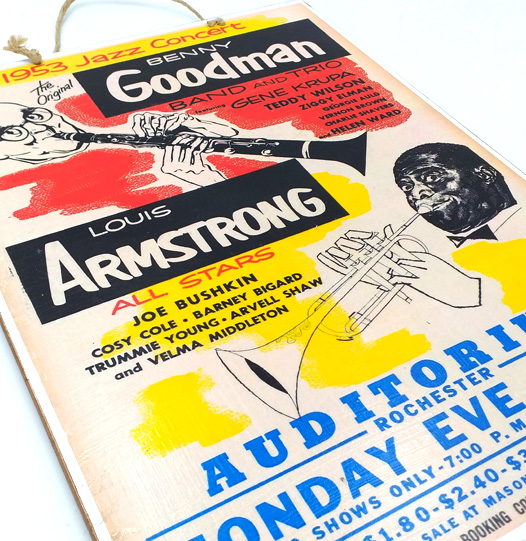 1953 Jazz Concert
The Original
BENNY
Goodman
BAND AND TRIO
featuring GENE KRUPA
TEDDY WILSON
ZIGGY ELMAN
GEORGIE AULD
VERNON BROWN
CHARLIE SHAVERS
and HELEN WARD
LOUIS
ARMSTRONG
ALL STARS
JOE BUSHKIN
COSY COLE • BARNEY BIGARD
TRUMMIE YOUNG • ARVELL SHAW
and VELMA MIDDLETON
AUDITORI
ROCHESTER
ONDAY EVE
SHOWS ONLY - 7:00 P.M
$1.80-$2.40-$3
SALE AT MASON
BOOKING CO